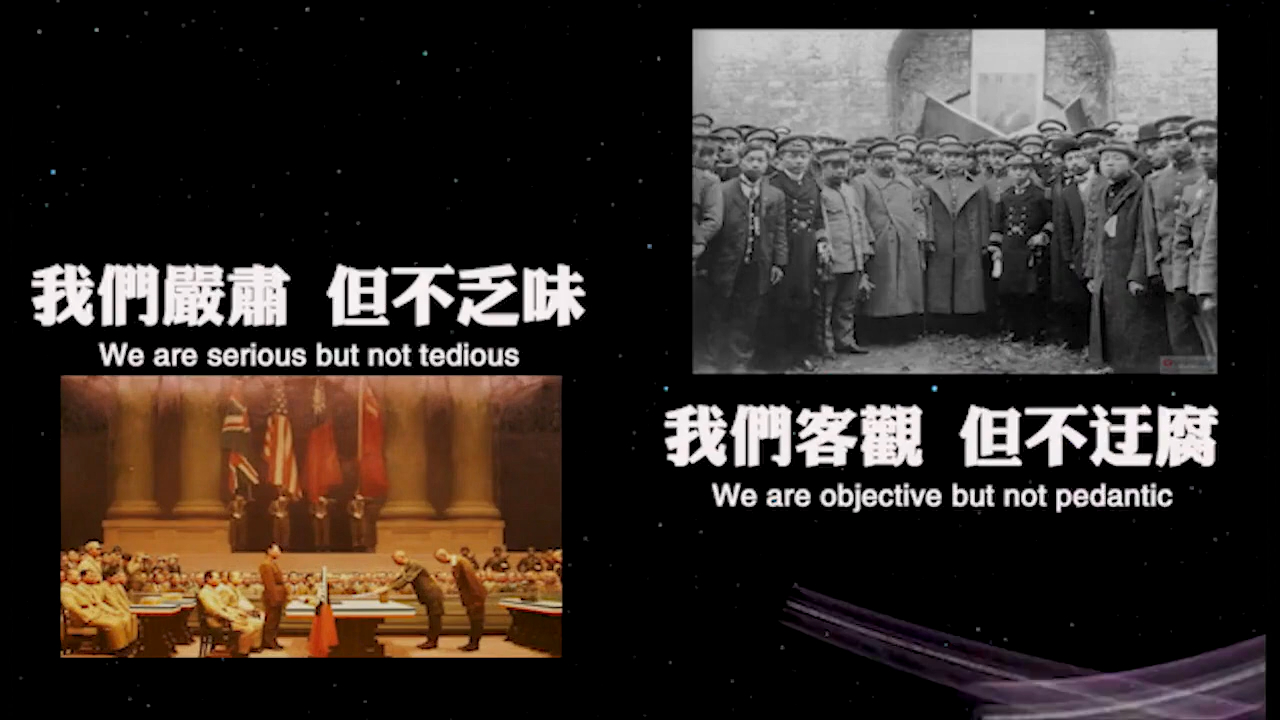 我們嚴肅 但不乏味
We are serious but not tedious
我們客觀 但不迂腐
We are objective but not pedantic